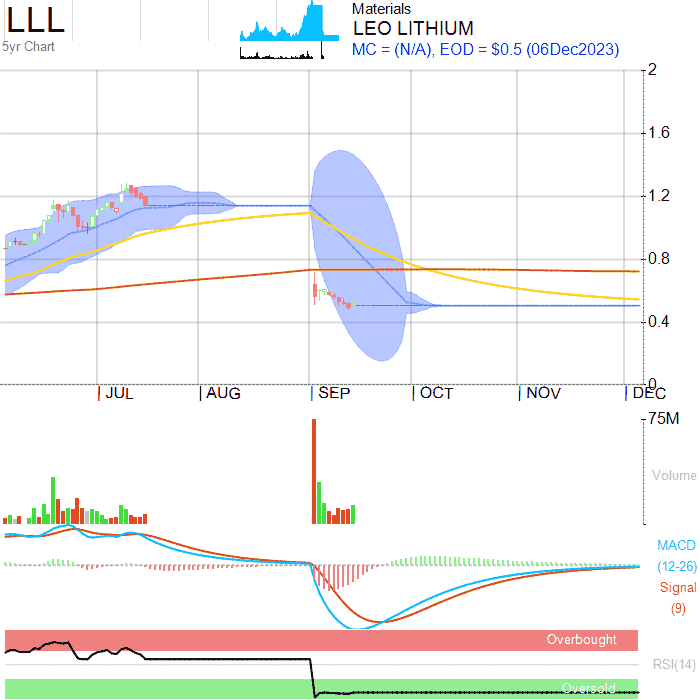 LLL
5yr Chart
Materials
LEO LITHIUM
MC = (N/A), EOD = $0.5 (06Dec2023)
2
1.6
1.2
0.8
0.4
0
JUL AUG SEP OCT NOV DEC
75M
Volume
MACD
(12-26)
Signal
(9)
Overbought
RSI(14)
Oversold